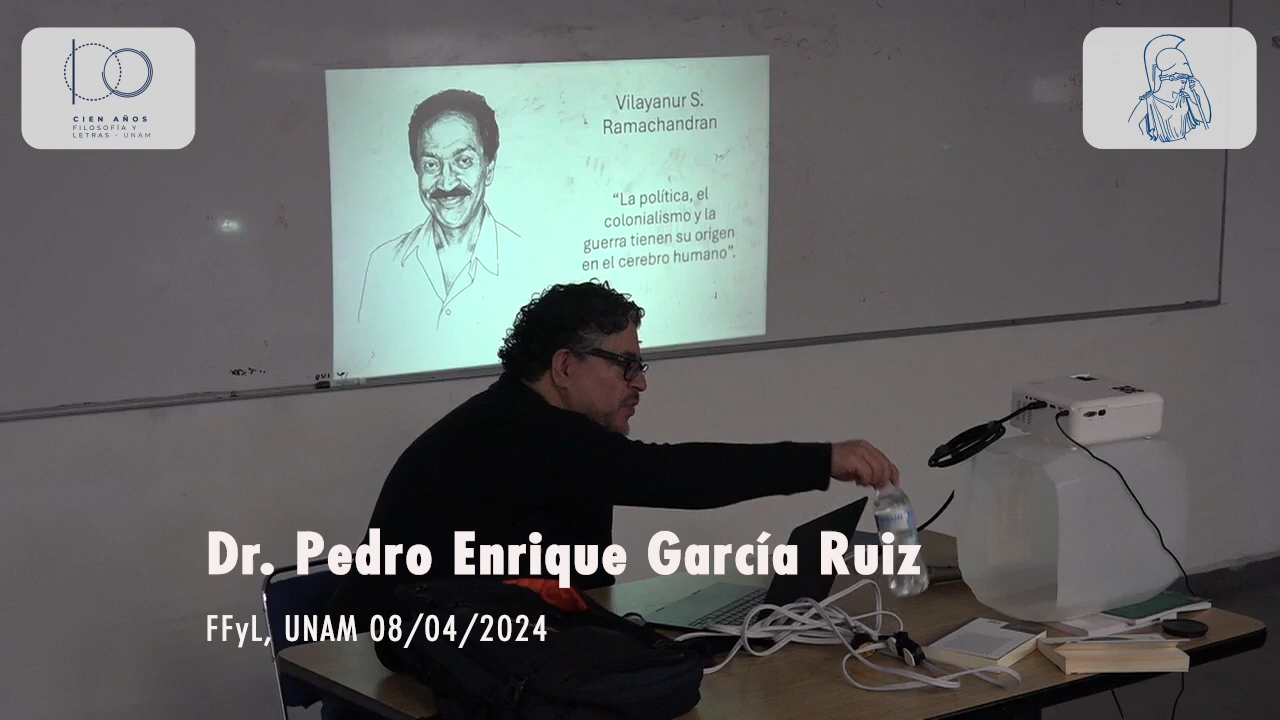 CIEN AÑOS
FILOSOFÍA Y
LETRAS · UNAM
Vilayanur S.
Ramachandran
“La política, el
colonialismo y la
guerra tienen su origen
en el cerebro humano”.
Dr. Pedro Enrique García Ruiz
FFyL, UNAM 08/04/2024